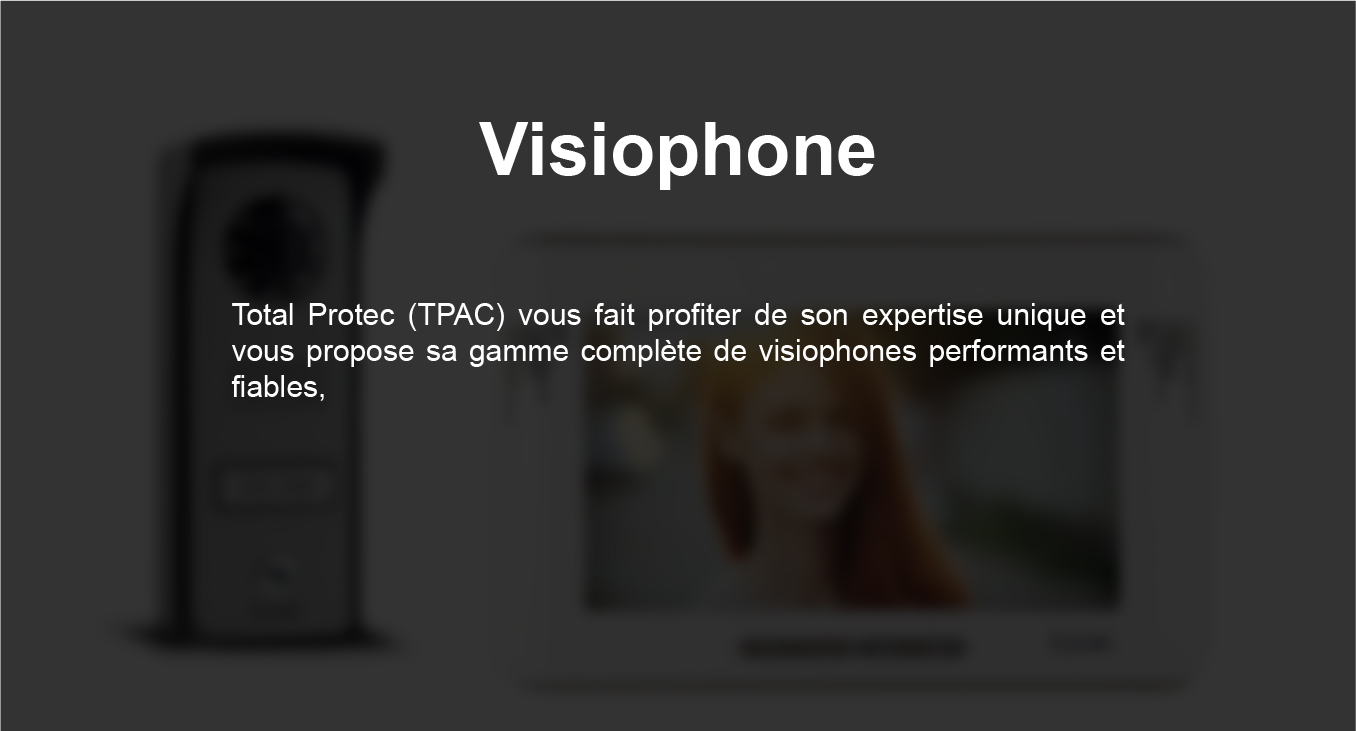 Visiophone
Total Protec (TPAC) vous fait profiter de son expertise unique et
vous propose sa gamme complète de visiophones performants et
fiables,